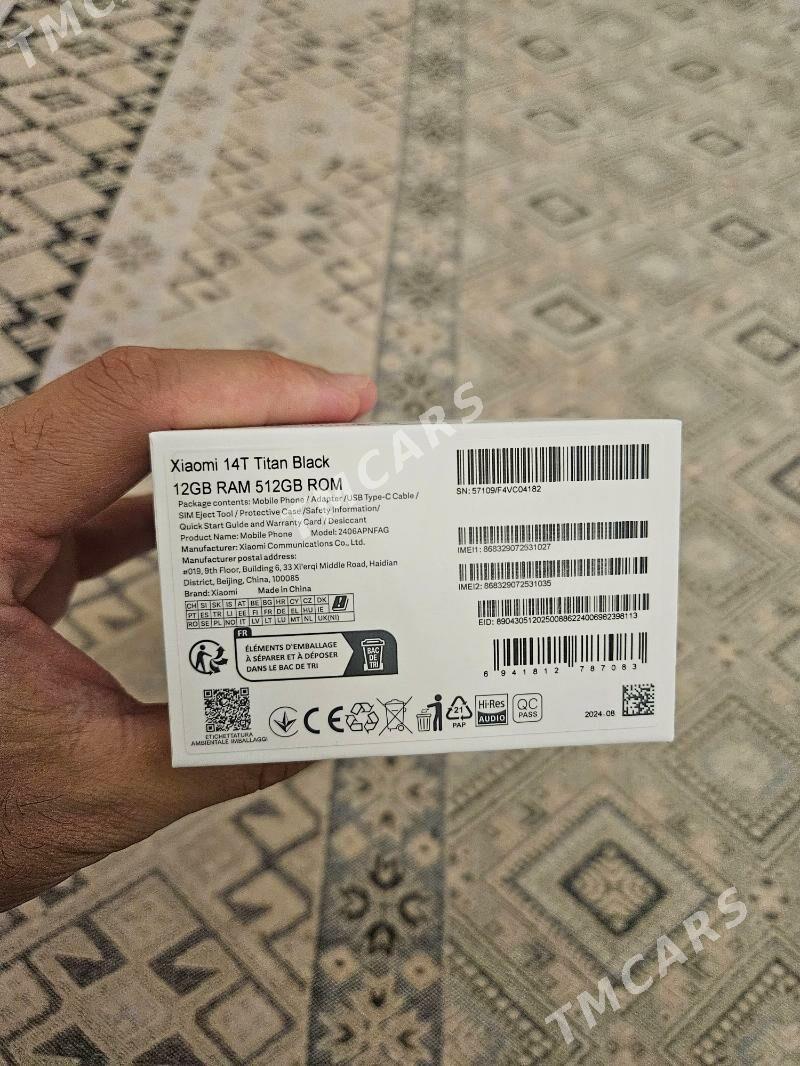 TMCARS
TMCARS
TMCARS
Xiaomi 14T Titan Black
12GB RAM 512GB ROM
Package contents: Mobile Phone / Adapter /USB Type-C Cable /
SIM Eject Tool / Protective Case /Safety Information/
Quick Start Guide and Warranty Card / Desiccant
Product Name: Mobile Phone Model: 2406APNFAG
Manufacturer: Xiaomi Communications Co., Ltd.
Manufacturer postal address:
#019, 9th Floor, Building 6, 33 Xi'erqi Middle Road, Haidian
District, Beijing, China, 100085
Brand: Xiaomi Made in China
CH SI SK IS AT BE BG HR CY CZ DK
PT ES TR LI EE FI FR DE EL HU IE
RO SE PL NO IT LV LT LU MT NL UK(NI)
FR
ÉLÉMENTS D'EMBALLAGE
À SÉPARER ET À DÉPOSER
DANS LE BAC DE TRI
BAC
DE
TRI
ETICHETTATURA
AMBIENTALE IMBALLAGGI
CE
21
PAP
Hi-Res
AUDIO
QC
PASS
2024-08
SN: 57109/F4VC04182
IMEI1: 868329072531027
IMEI2: 868329072531035
EID: 89043051202500886224006982398113
6 941812 787083